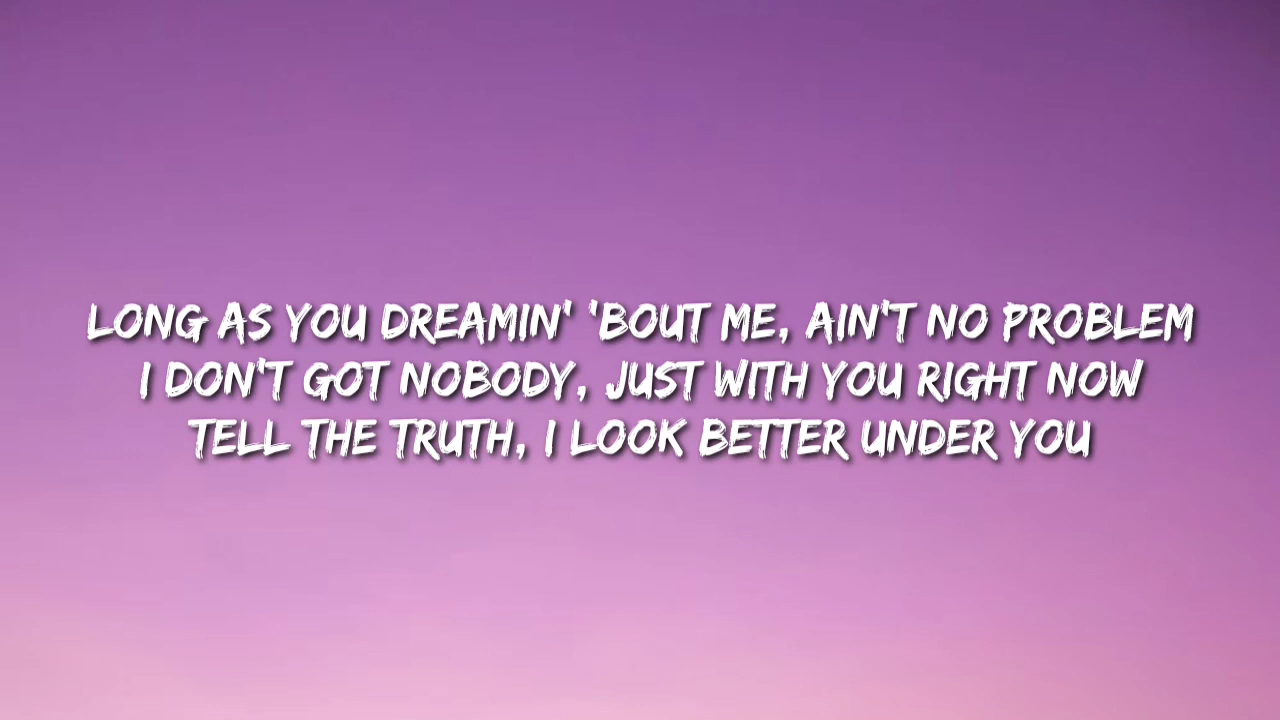 LONG AS YOU DREAMIN' 'BOUT ME, AIN'T NO PROBLEM
I DON'T GOT NOBODY, JUST WITH YOU RIGHT NOW
TELL THE TRUTH, I LOOK BETTER UNDER YOU